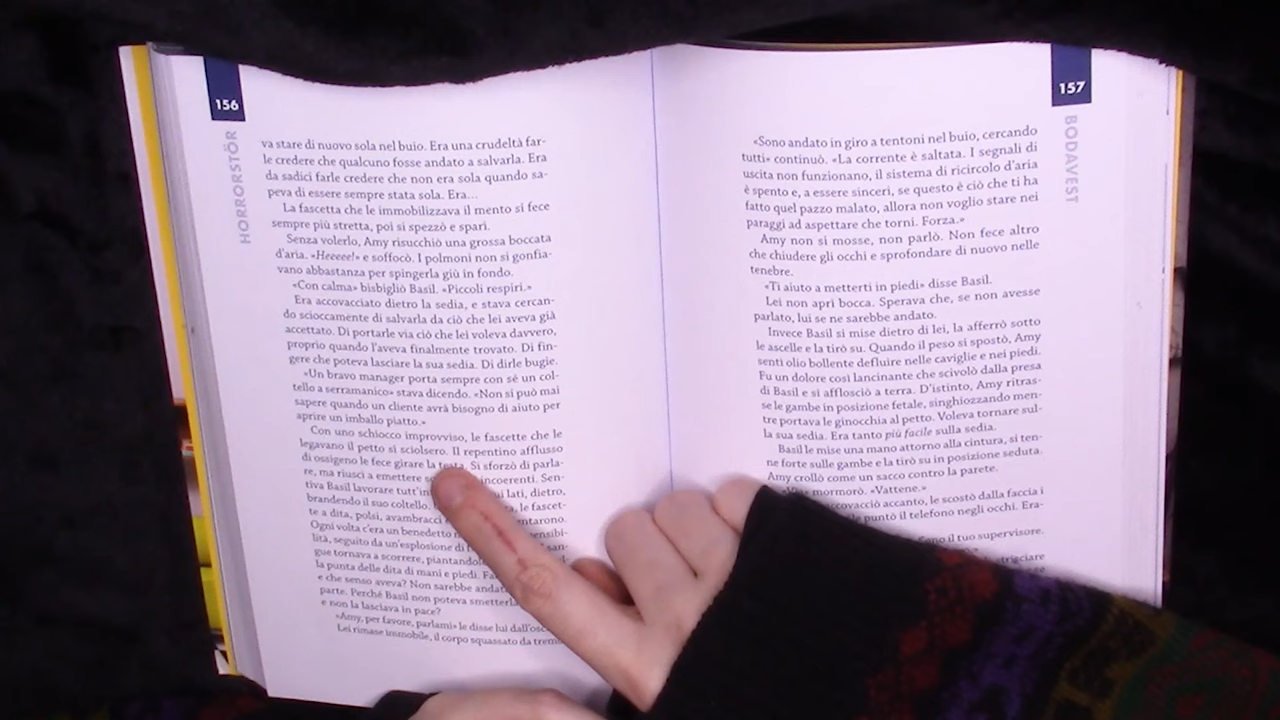 156
HORRORSTÖR
va stare di nuovo sola nel buio. Era una crudeltà far-
le credere che qualcuno fosse andato a salvarla. Era
da sadici farle credere che non era sola quando sa-
peva di essere sempre stata sola. Era…
La fascetta che le immobilizzava il mento si fece
sempre più stretta, poi si spezzò e sparì.
Senza volerlo, Amy risucchiò una grossa boccata
d'aria. «Heeeee!» e soffocò. I polmoni non si gonfia-
vano abbastanza per spingerla giù in fondo.
«Con calma» bisbigliò Basil. «Piccoli respiri.»
Era accovacciato dietro la sedia, e stava cercan-
do scioccamente di salvarla da ciò che lei aveva già
accettato. Di portarle via ciò che lei voleva davvero,
proprio quando l'aveva finalmente trovato. Di fin-
gere che poteva lasciare la sua sedia. Di dirle bugie.
«Un bravo manager porta sempre con sé un col-
tello a serramanico» stava dicendo. «Non si può mai
sapere quando un cliente avrà bisogno di aiuto per
aprire un imballo piatto.»
Con uno schiocco improvviso, le fascette che le
legavano il petto si sciolsero. Il repentino afflusso
di ossigeno le fece girare la testa. Si sforzò di parla-
re, ma riuscì a emettere incoerenti. Sen-
tiva Basil lavorare tutt'in lati, dietro,
brandendo il suo coltello. le fascet-
te a dita, polsi, avambracci
Ogni volta c'era un benedetto
lità, seguito da un'esplosione di san-
gue tornava a scorrere, piantando
la punta delle dita di mani e piedi.
e che senso aveva? Non sarebbe
parte. Perché Basil non poteva
e non la lasciava in pace?
«Amy, per favore, parlami» le disse lui
Lei rimase immobile, il corpo squassato da
157
BODAVEST
«Sono andato in giro a tentoni nel buio, cercando
tutti» continuò. «La corrente è saltata. I segnali di
uscita non funzionano, il sistema di ricircolo d'aria
è spento e, a essere sinceri, se questo è ciò che ti ha
fatto quel pazzo malato, allora non voglio stare nei
paraggi ad aspettare che torni. Forza.»
Amy non si mosse, non parlò. Non fece altro
che chiudere gli occhi e sprofondare di nuovo nelle
tenebre.
«Ti aiuto a metterti in piedi» disse Basil.
Lei non aprì bocca. Sperava che, se non avesse
parlato, lui se ne sarebbe andato.
Invece Basil si mise dietro di lei, la afferrò sotto
le ascelle e la tirò su. Quando il peso si spostò, Amy
sentì olio bollente defluire nelle caviglie e nei piedi.
Fu un dolore così lancinante che scivolò dalla presa
di Basil e si afflosciò a terra. D'istinto, Amy ritras-
se le gambe in posizione fetale, singhiozzando men-
tre portava le ginocchia al petto. Voleva tornare sul-
la sua sedia. Era tanto più facile sulla sedia.
Basil le mise una mano attorno alla cintura, si ten-
ne forte sulle gambe e la tirò su in posizione seduta.
Amy crollò come un sacco contro la parete.
mormorò. «Vattene.»
accanto, le scostò dalla faccia i
le puntò il telefono negli occhi. Era-
il tuo supervisore.